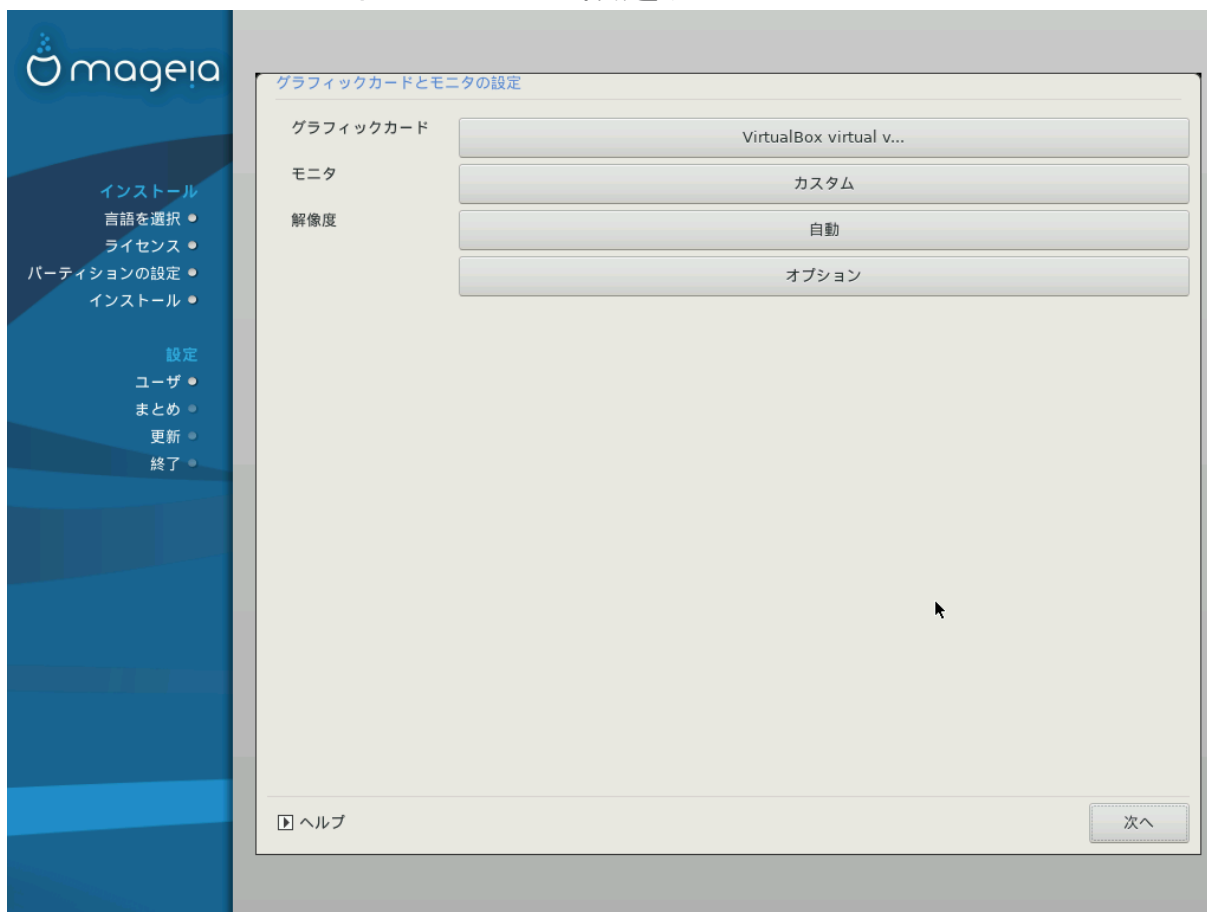 mageia
インストール
言語を選択
ライセンス
パーティションの設定
インストール
設定
ユーザ
まとめ
更新
終了
グラフィックカードとモニタの設定
グラフィックカード
VirtualBox virtual v...
モニタ
カスタム
解像度
自動
オプション
ヘルプ
次へ